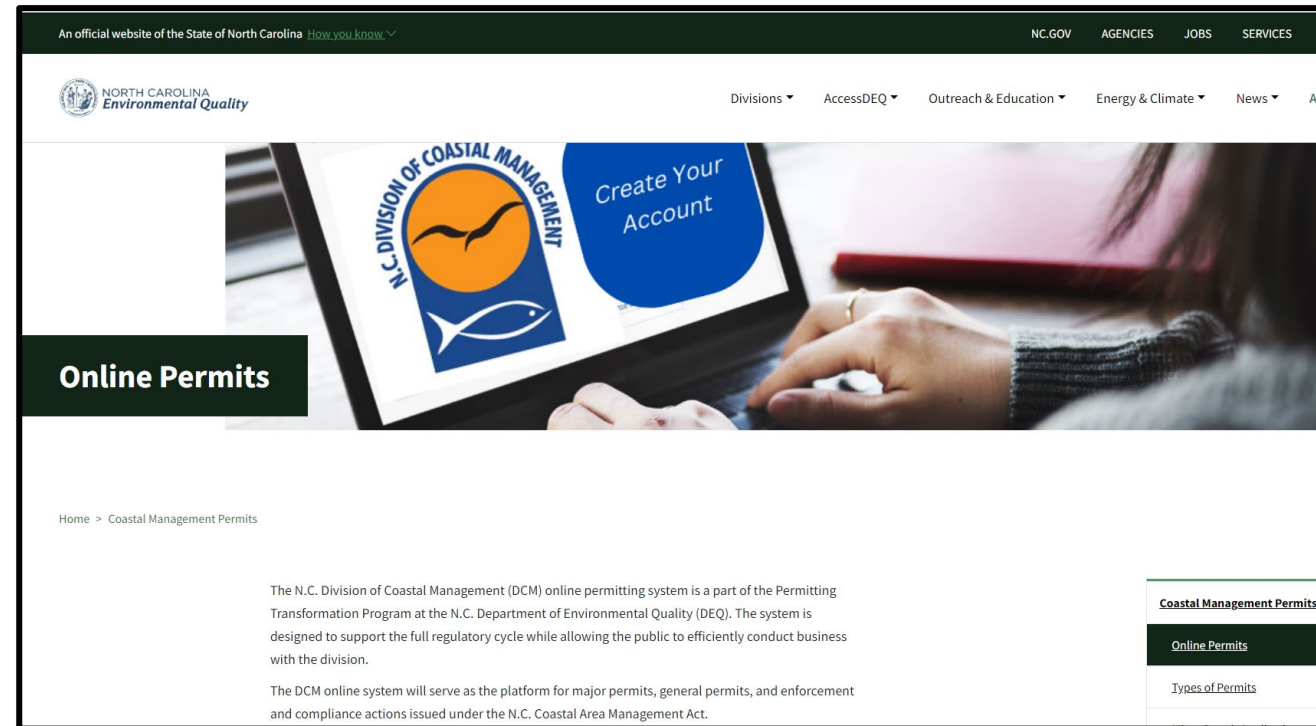 An official website of the State of North Carolina How you know
NC.GOV AGENCIES JOBS SERVICES
NORTH CAROLINA
Environmental Quality
Divisions AccessDEQ Outreach & Education Energy & Climate News A
N.C. DIVISION OF COASTAL MANAGEMENT
Create Your
Account
Online Permits
Home > Coastal Management Permits
The N.C. Division of Coastal Management (DCM) online permitting system is a part of the Permitting
Transformation Program at the N.C. Department of Environmental Quality (DEQ). The system is
designed to support the full regulatory cycle while allowing the public to efficiently conduct business
with the division.
The DCM online system will serve as the platform for major permits, general permits, and enforcement
and compliance actions issued under the N.C. Coastal Area Management Act.
Coastal Management Permits
Online Permits
Types of Permits